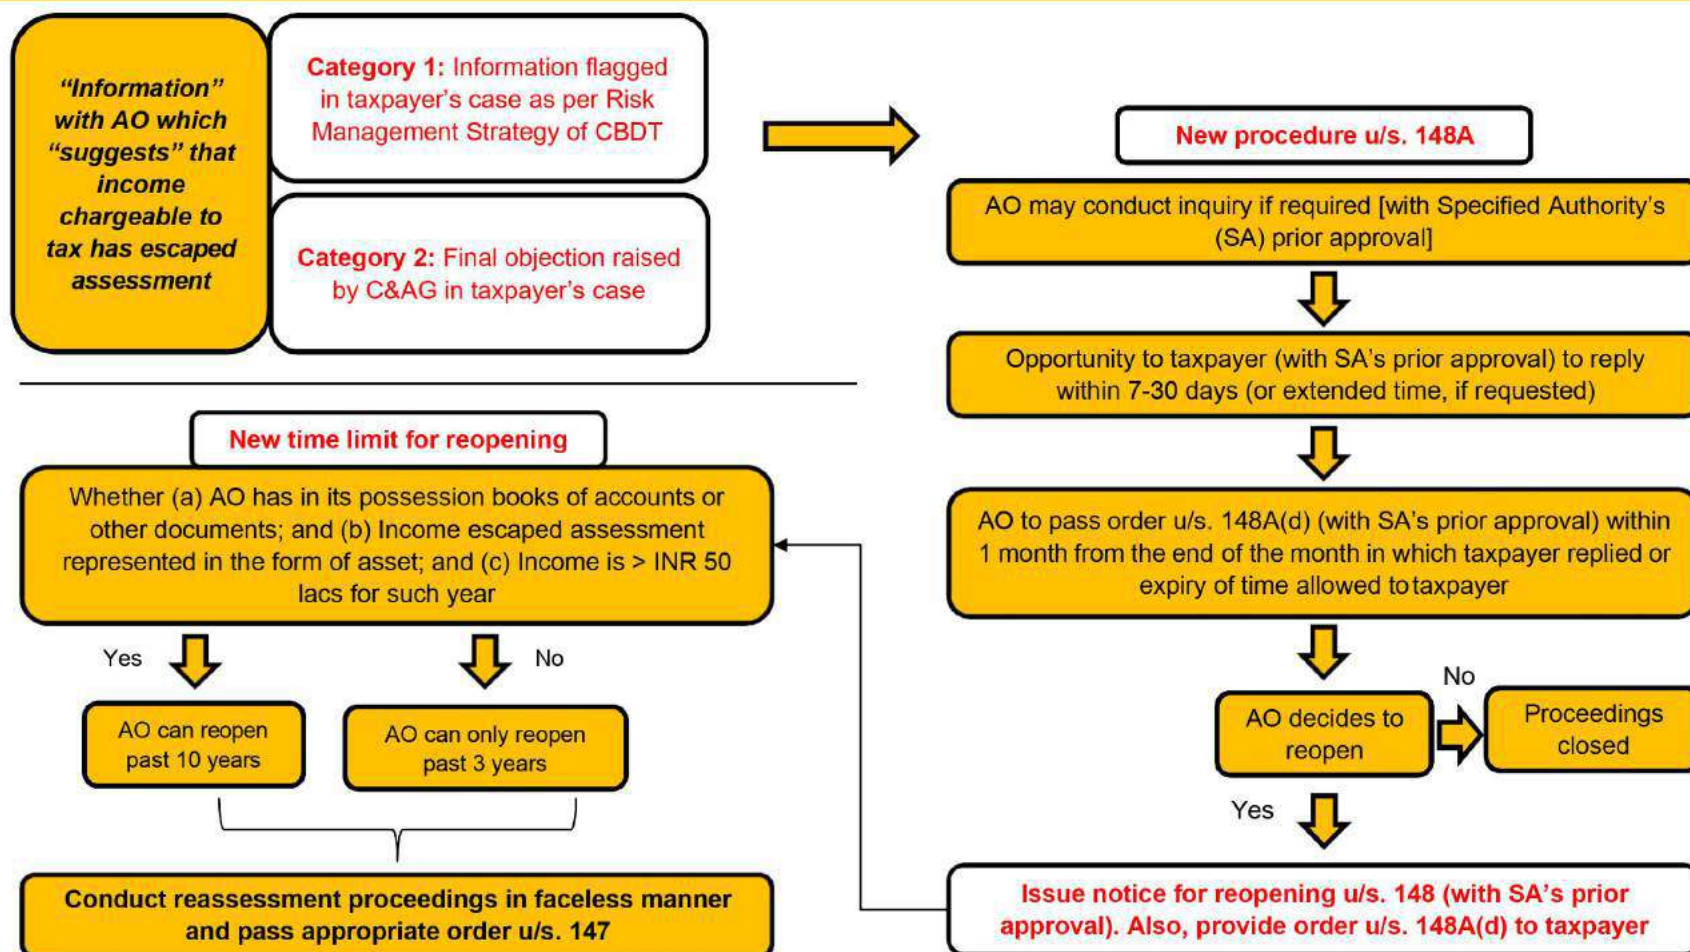 “Information”
with AO which
“suggests” that
income
chargeable to
tax has escaped
assessment
Category 1: Information flagged
in taxpayer’s case as per Risk
Management Strategy of CBDT
Category 2: Final objection raised
by C&AG in taxpayer’s case
New procedure u/s. 148A
AO may conduct inquiry if required [with Specified Authority’s
(SA) prior approval]
Opportunity to taxpayer (with SA’s prior approval) to reply
within 7-30 days (or extended time, if requested)
AO to pass order u/s. 148A(d) (with SA’s prior approval) within
1 month from the end of the month in which taxpayer replied or
expiry of time allowed to taxpayer
AO decides to
reopen
No
Proceedings
closed
Yes
Issue notice for reopening u/s. 148 (with SA’s prior
approval). Also, provide order u/s. 148A(d) to taxpayer
New time limit for reopening
Whether (a) AO has in its possession books of accounts or
other documents; and (b) Income escaped assessment
represented in the form of asset; and (c) Income is > INR 50
lacs for such year
Yes
No
AO can reopen
past 10 years
AO can only reopen
past 3 years
Conduct reassessment proceedings in faceless manner
and pass appropriate order u/s. 147